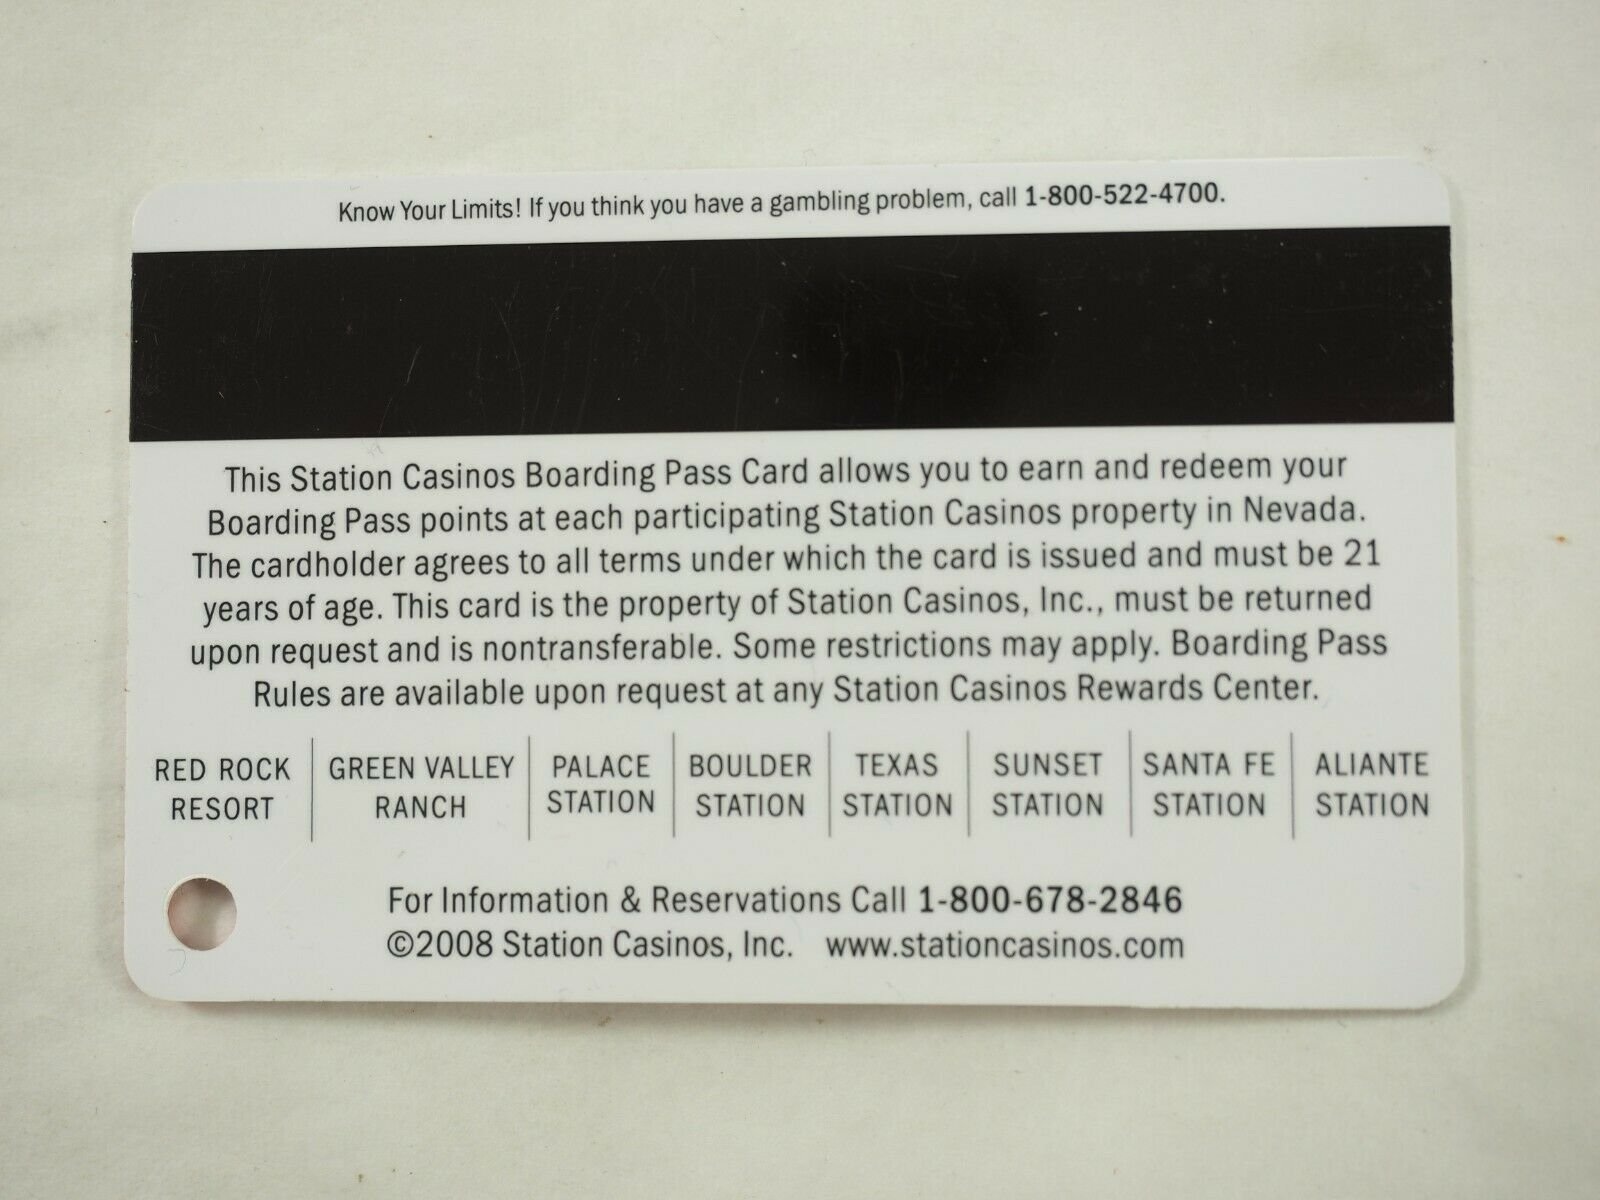 Know Your Limits! If you think you have a gambling problem, call 1-800-522-4700.
This Station Casinos Boarding Pass Card allows you to earn and redeem your
Boarding Pass points at each participating Station Casinos property in Nevada.
The cardholder agrees to all terms under which the card is issued and must be 21
years of age. This card is the property of Station Casinos, Inc., must be returned
upon request and is nontransferable. Some restrictions may apply. Boarding Pass
Rules are available upon request at any Station Casinos Rewards Center.
RED ROCK
RESORT
GREEN VALLEY
RANCH
PALACE
STATION
BOULDER
STATION
TEXAS
STATION
SUNSET
STATION
SANTA FE
STATION
ALIANTE
STATION
For Information & Reservations Call 1-800-678-2846
©2008 Station Casinos, Inc. www.stationcasinos.com